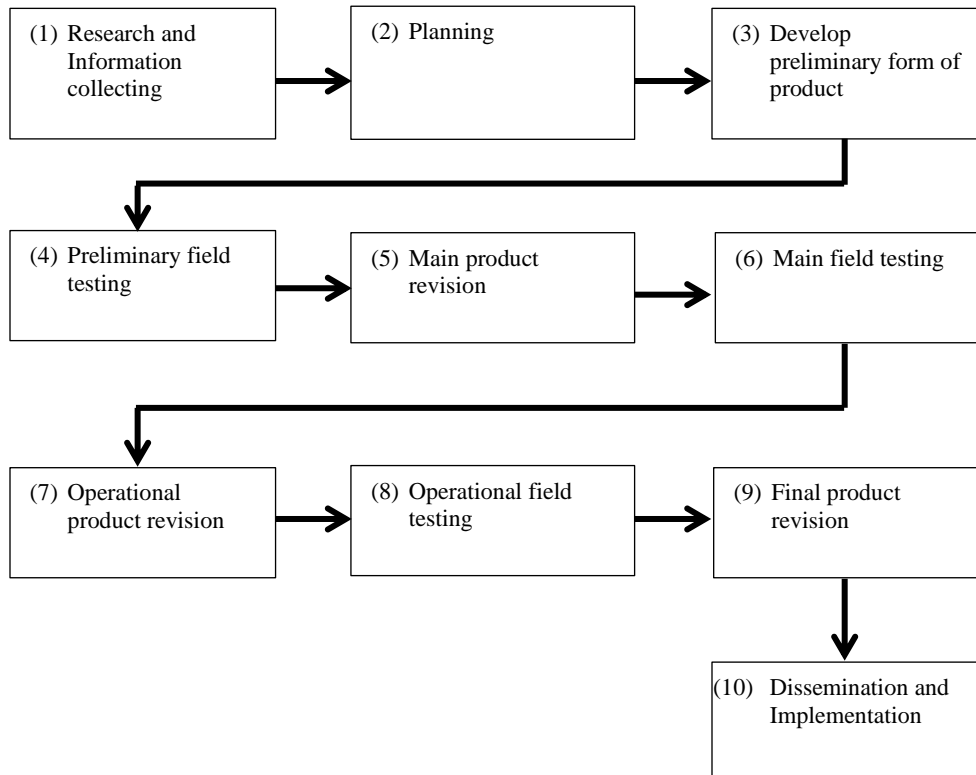 (1) Research and
Information
collecting
(2) Planning
(3) Develop
preliminary form of
product
(4) Preliminary field
testing
(5) Main product
revision
(6) Main field testing
(7) Operational
product revision
(8) Operational field
testing
(9) Final product
revision
(10) Dissemination and
Implementation